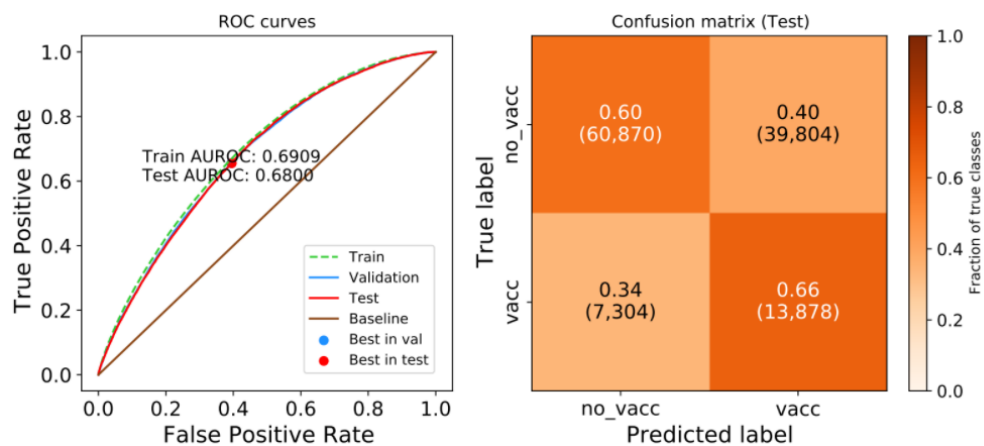 ROC curves
True Positive Rate
1.0
0.8
0.6
0.4
0.2
0.0
Train AUROC: 0.6909
Test AUROC: 0.6800
Train
Validation
Test
Baseline
Best in val
Best in test
0.0 0.2 0.4 0.6 0.8 1.0
False Positive Rate
Confusion matrix (Test)
True label
no_vacc
vacc
0.60
(60,870)
0.40
(39,804)
0.34
(7,304)
0.66
(13,878)
no_vacc vacc
Predicted label
1.0
0.8
0.6
0.4
0.2
0.0
Fraction of true classes